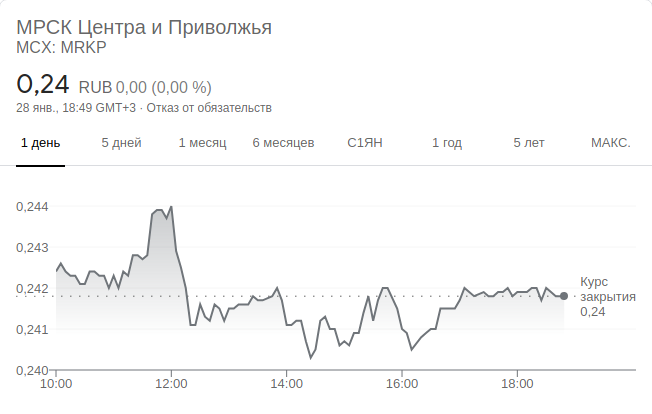 МРСК Центра и Приволжья
MCX: MRKP
0,24 RUB 0,00 (0,00 %)
28 янв., 18:49 GMT+3 · Отказ от обязательств
1 день 5 дней 1 месяц 6 месяцев С1ЯН 1 год 5 лет МАКС.
0,244
0,243
0,242
0,241
0,240
Курс
закрытия
0,24
10:00 12:00 14:00 16:00 18:00